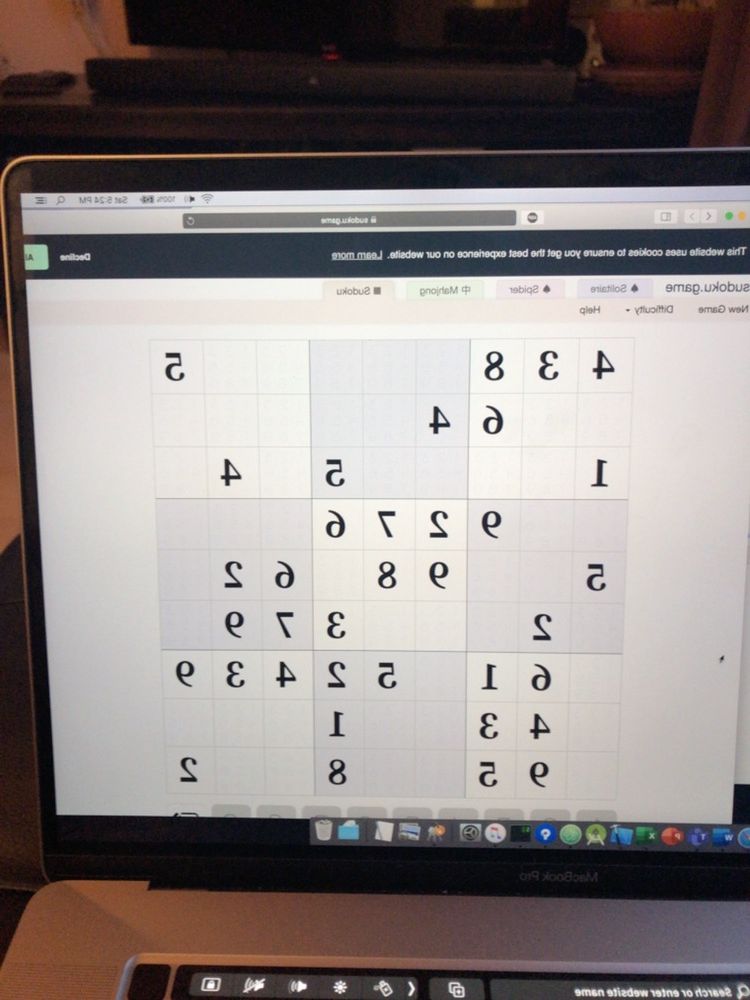 100% Sat 5:24 PM
sudoku.game
This website uses cookies to ensure you get the best experience on our website. Learn more Decline
sudoku.game Solitaire Spider 中 Mahjong Sudoku
New Game Difficulty Help
4 3 8 5
6 4
1 5 4
9 2 7 6
5 9 8 6 2
2 3 7 9
6 1 5 2 4 3 9
4 3 1
9 5 8 2
MacBook Pro
Search or enter website name